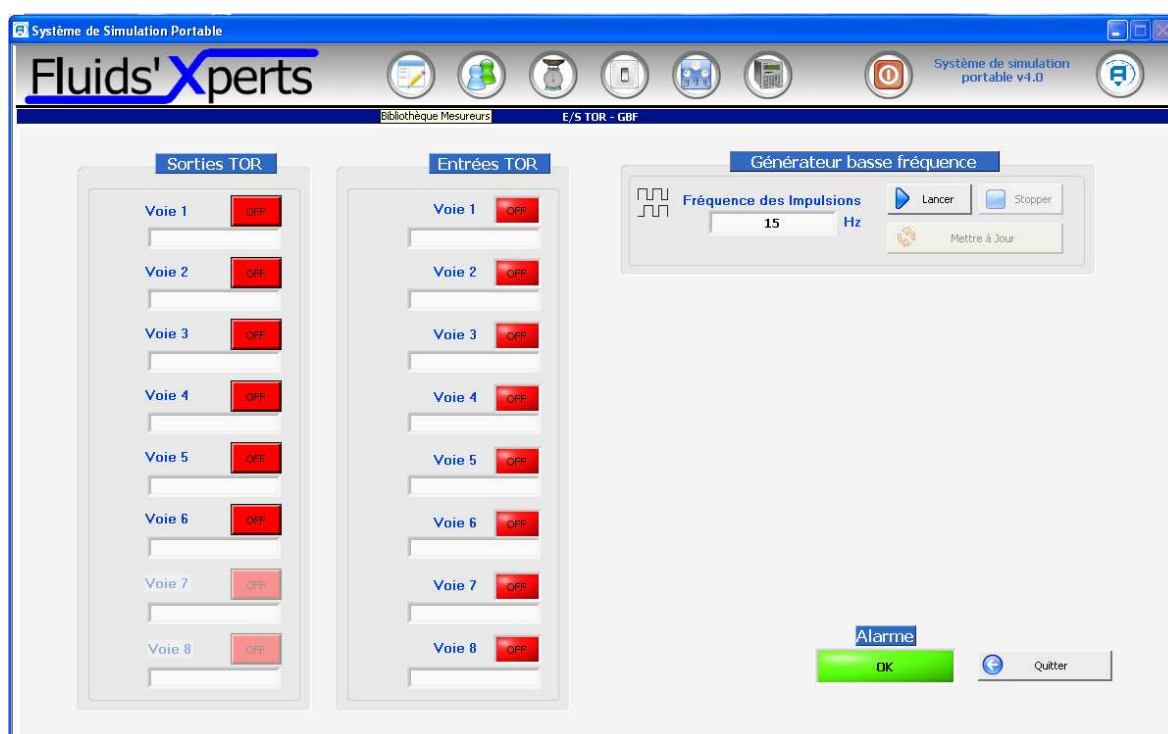 Système de Simulation Portable
Fluids'Xperts
Système de simulation
portable v4.0
Bibliothèque Mesureurs
E/S TOR - GBF
Sorties TOR
Voie 1 OFF
Voie 2 OFF
Voie 3 OFF
Voie 4 OFF
Voie 5 OFF
Voie 6 OFF
Voie 7 OFF
Voie 8 OFF
Entrées TOR
Voie 1 OFF
Voie 2 OFF
Voie 3 OFF
Voie 4 OFF
Voie 5 OFF
Voie 6 OFF
Voie 7 OFF
Voie 8 OFF
Générateur basse fréquence
Fréquence des Impulsions
15 Hz
Lancer
Stopper
Mettre à Jour
Alarme
OK
Quitter